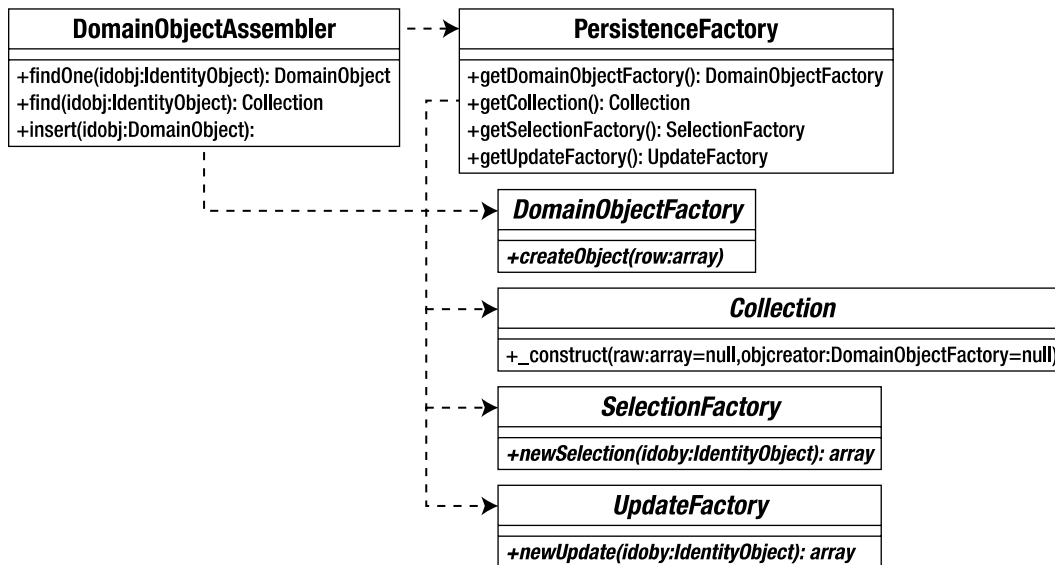 DomainObjectAssembler
+findOne(idobj:IdentityObject): DomainObject
+find(idobj:IdentityObject): Collection
+insert(idobj:DomainObject):
PersistenceFactory
+getDomainObjectFactory(): DomainObjectFactory
+getCollection(): Collection
+getSelectionFactory(): SelectionFactory
+getUpdateFactory(): UpdateFactory
DomainObjectFactory
+createObject(row:array)
Collection
+_construct(raw:array=null,objcreator:DomainObjectFactory=null)
SelectionFactory
+newSelection(idoby:IdentityObject): array
UpdateFactory
+newUpdate(idoby:IdentityObject): array